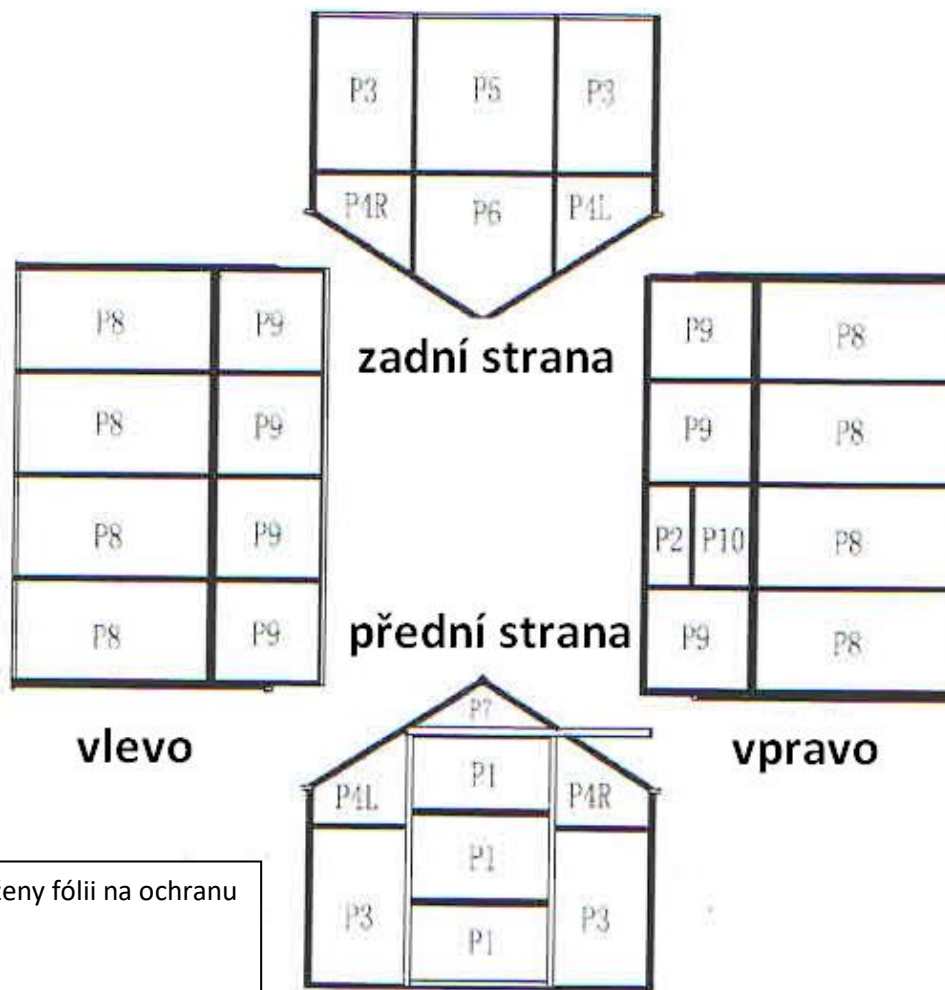 P3 P5 P3
P4R P6 P4L
zadní strana
P8 P9
P8 P9
P8 P9
P8 P9
vlevo
P9 P8
P9 P8
P2 P10 P8
P9 P8
vpravo
přední strana
P7
P4L P1 P4R
P1
P3 P1 P3
ženy fólii na ochranu